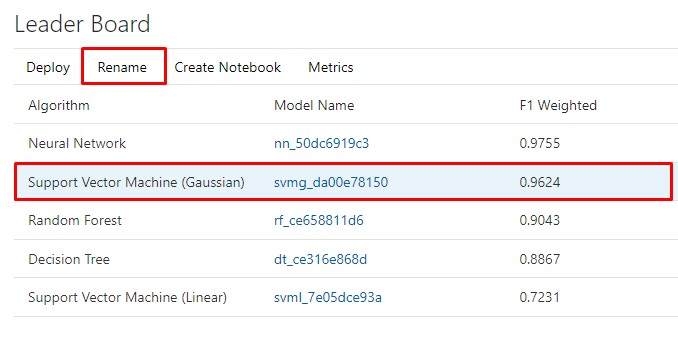 Leader Board
Deploy Rename Create Notebook Metrics
Algorithm Model Name F1 Weighted
Neural Network nn_50dc6919c3 0.9755
Support Vector Machine (Gaussian) svmg_da00e78150 0.9624
Random Forest rf_ce658811d6 0.9043
Decision Tree dt_ce316e868d 0.8867
Support Vector Machine (Linear) svml_7e05dce93a 0.7231